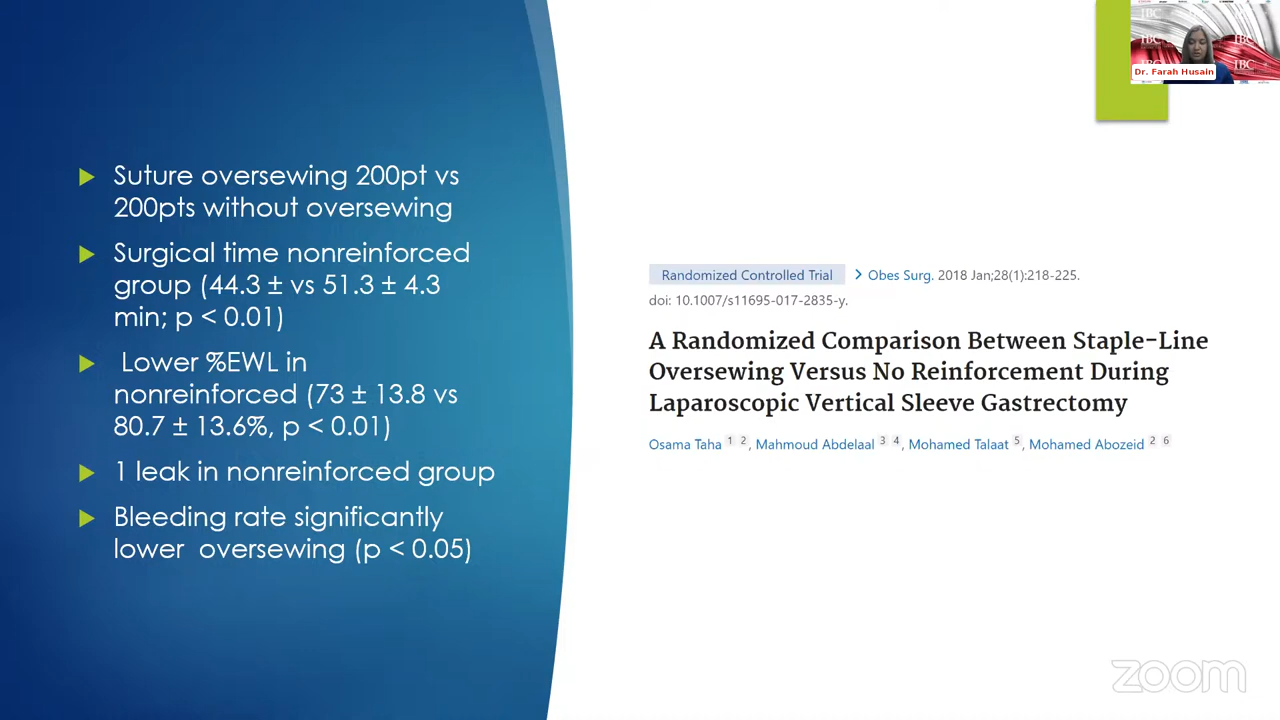 Suture oversewing 200pt vs
200pts without oversewing
Surgical time nonreinforced
group (44.3 ± vs 51.3 ± 4.3
min; p < 0.01)
Lower %EWL in
nonreinforced (73 ± 13.8 vs
80.7 ± 13.6%, p < 0.01)
1 leak in nonreinforced group
Bleeding rate significantly
lower oversewing (p < 0.05)
Randomized Controlled Trial > Obes Surg. 2018 Jan;28(1):218-225.
doi: 10.1007/s11695-017-2835-y.
A Randomized Comparison Between Staple-Line
Oversewing Versus No Reinforcement During
Laparoscopic Vertical Sleeve Gastrectomy
Osama Taha 1 2, Mahmoud Abdelaal 3 4, Mohamed Talaat 5, Mohamed Abozeid 2 6
IBC
IBC
IBC
IBC
Dr. Farah Husain
zoom